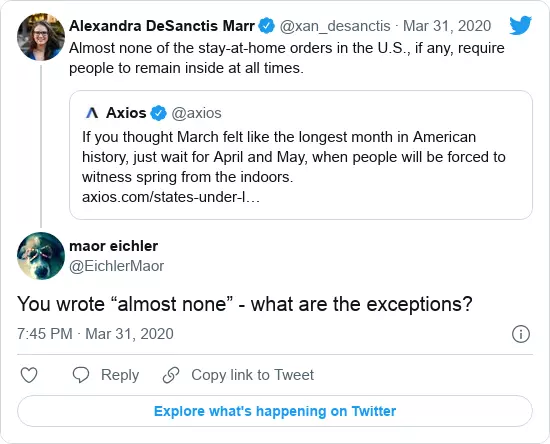 Alexandra DeSanctis Marr @xan_desanctis · Mar 31, 2020
Almost none of the stay-at-home orders in the U.S., if any, require
people to remain inside at all times.
Axios @axios
If you thought March felt like the longest month in American
history, just wait for April and May, when people will be forced to
witness spring from the indoors.
axios.com/states-under-l…
maor eichler
@EichlerMaor
You wrote “almost none” - what are the exceptions?
7:45 PM · Mar 31, 2020
Reply Copy link to Tweet
Explore what's happening on Twitter